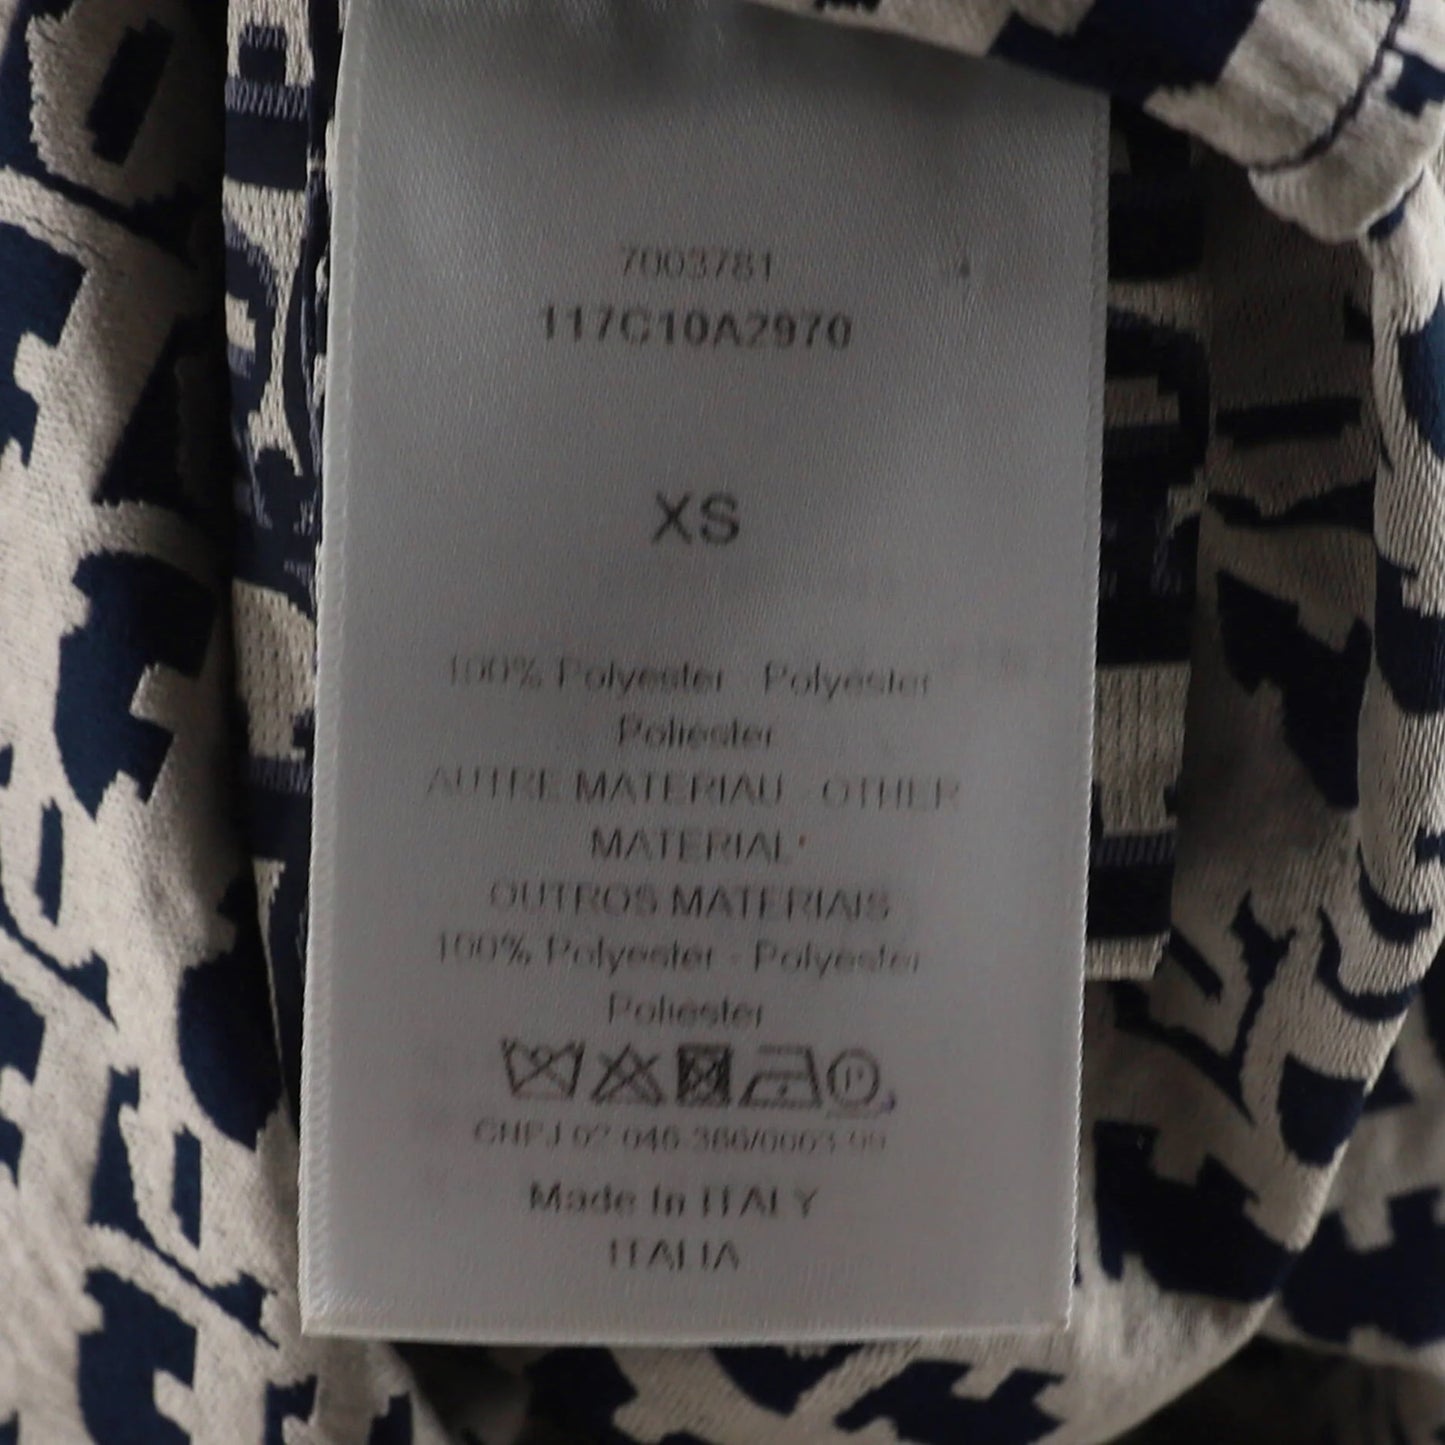 7003781
117C10A2970
XS
100% Polyester - Polyester
Poliester
AUTRE MATERIAU - OTHER
MATERIAL
OUTROS MATERIAIS
100% Polyester - Polyester
Poliester
P
CNPJ 02.046.386/0003-99
Made In ITALY
ITALIA